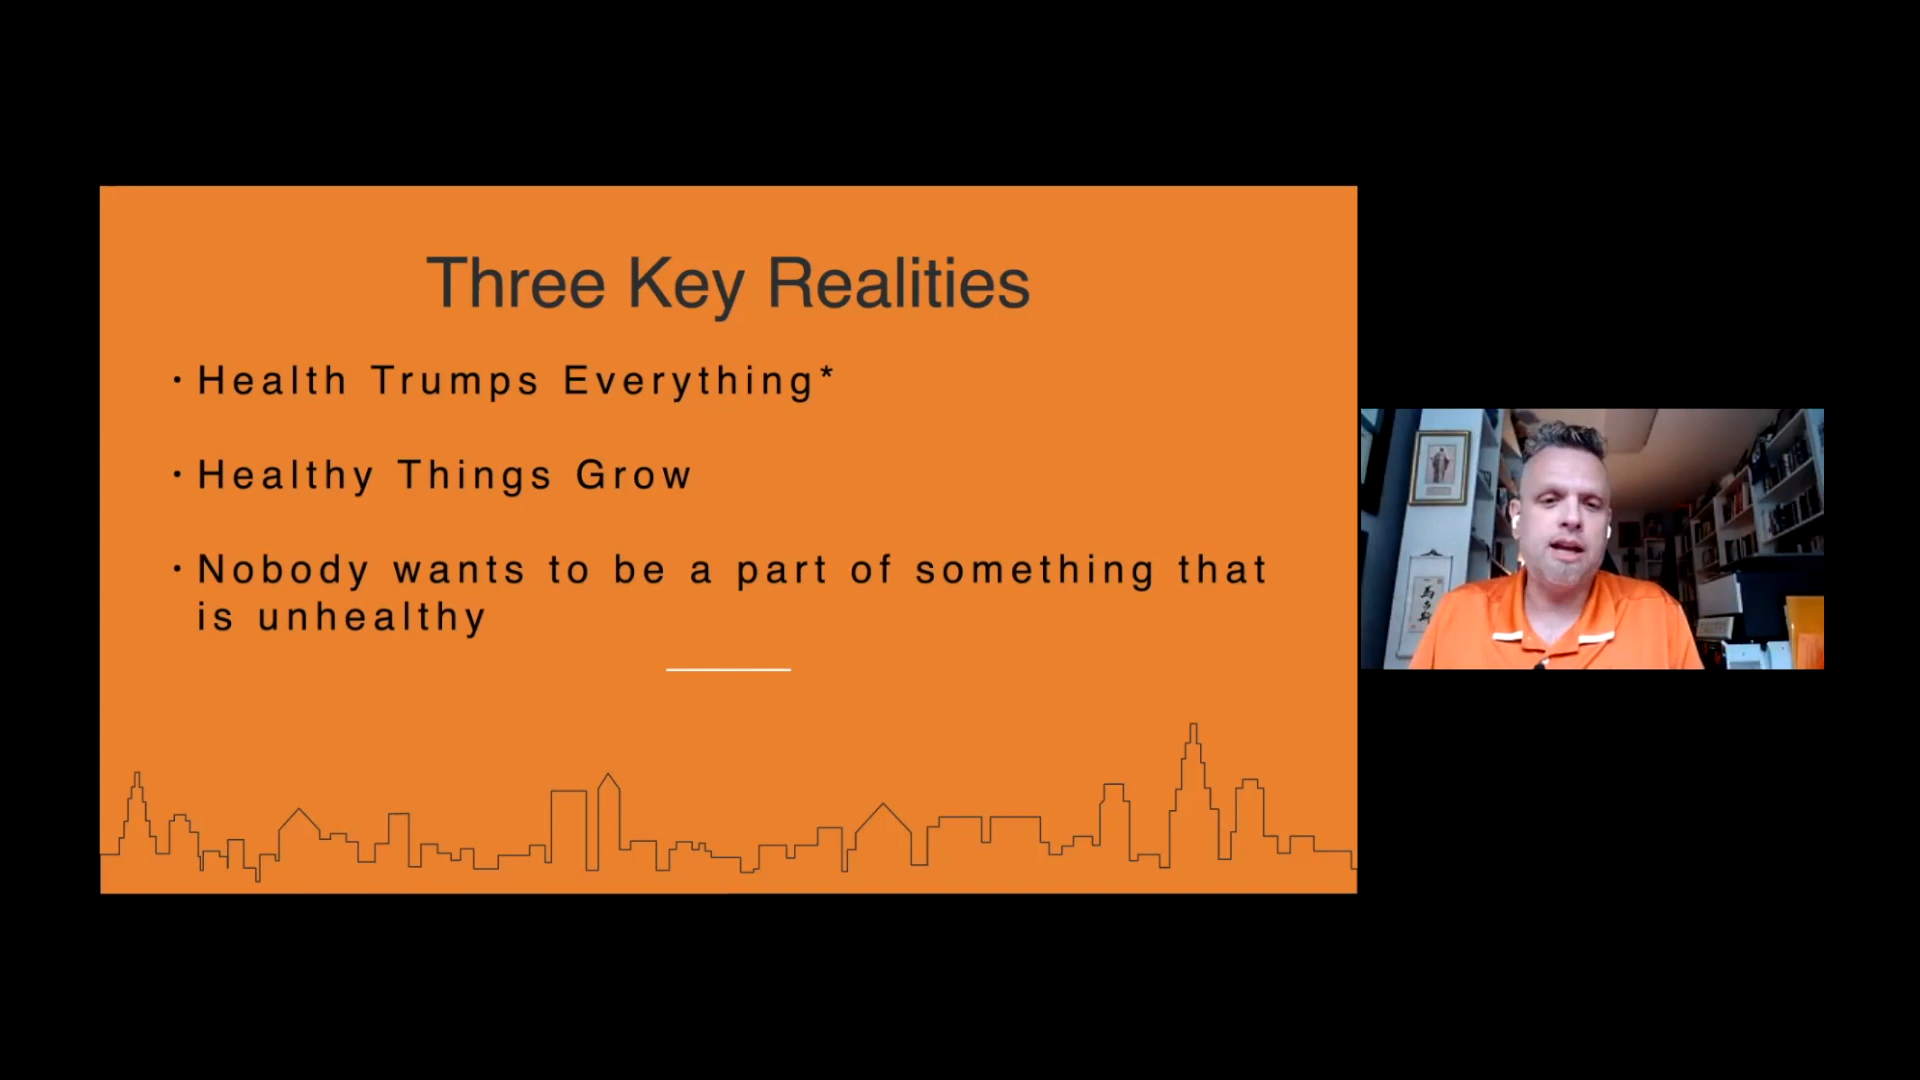 Three Key Realities
· Health Trumps Everything*
· Healthy Things Grow
· Nobody wants to be a part of something that
is unhealthy